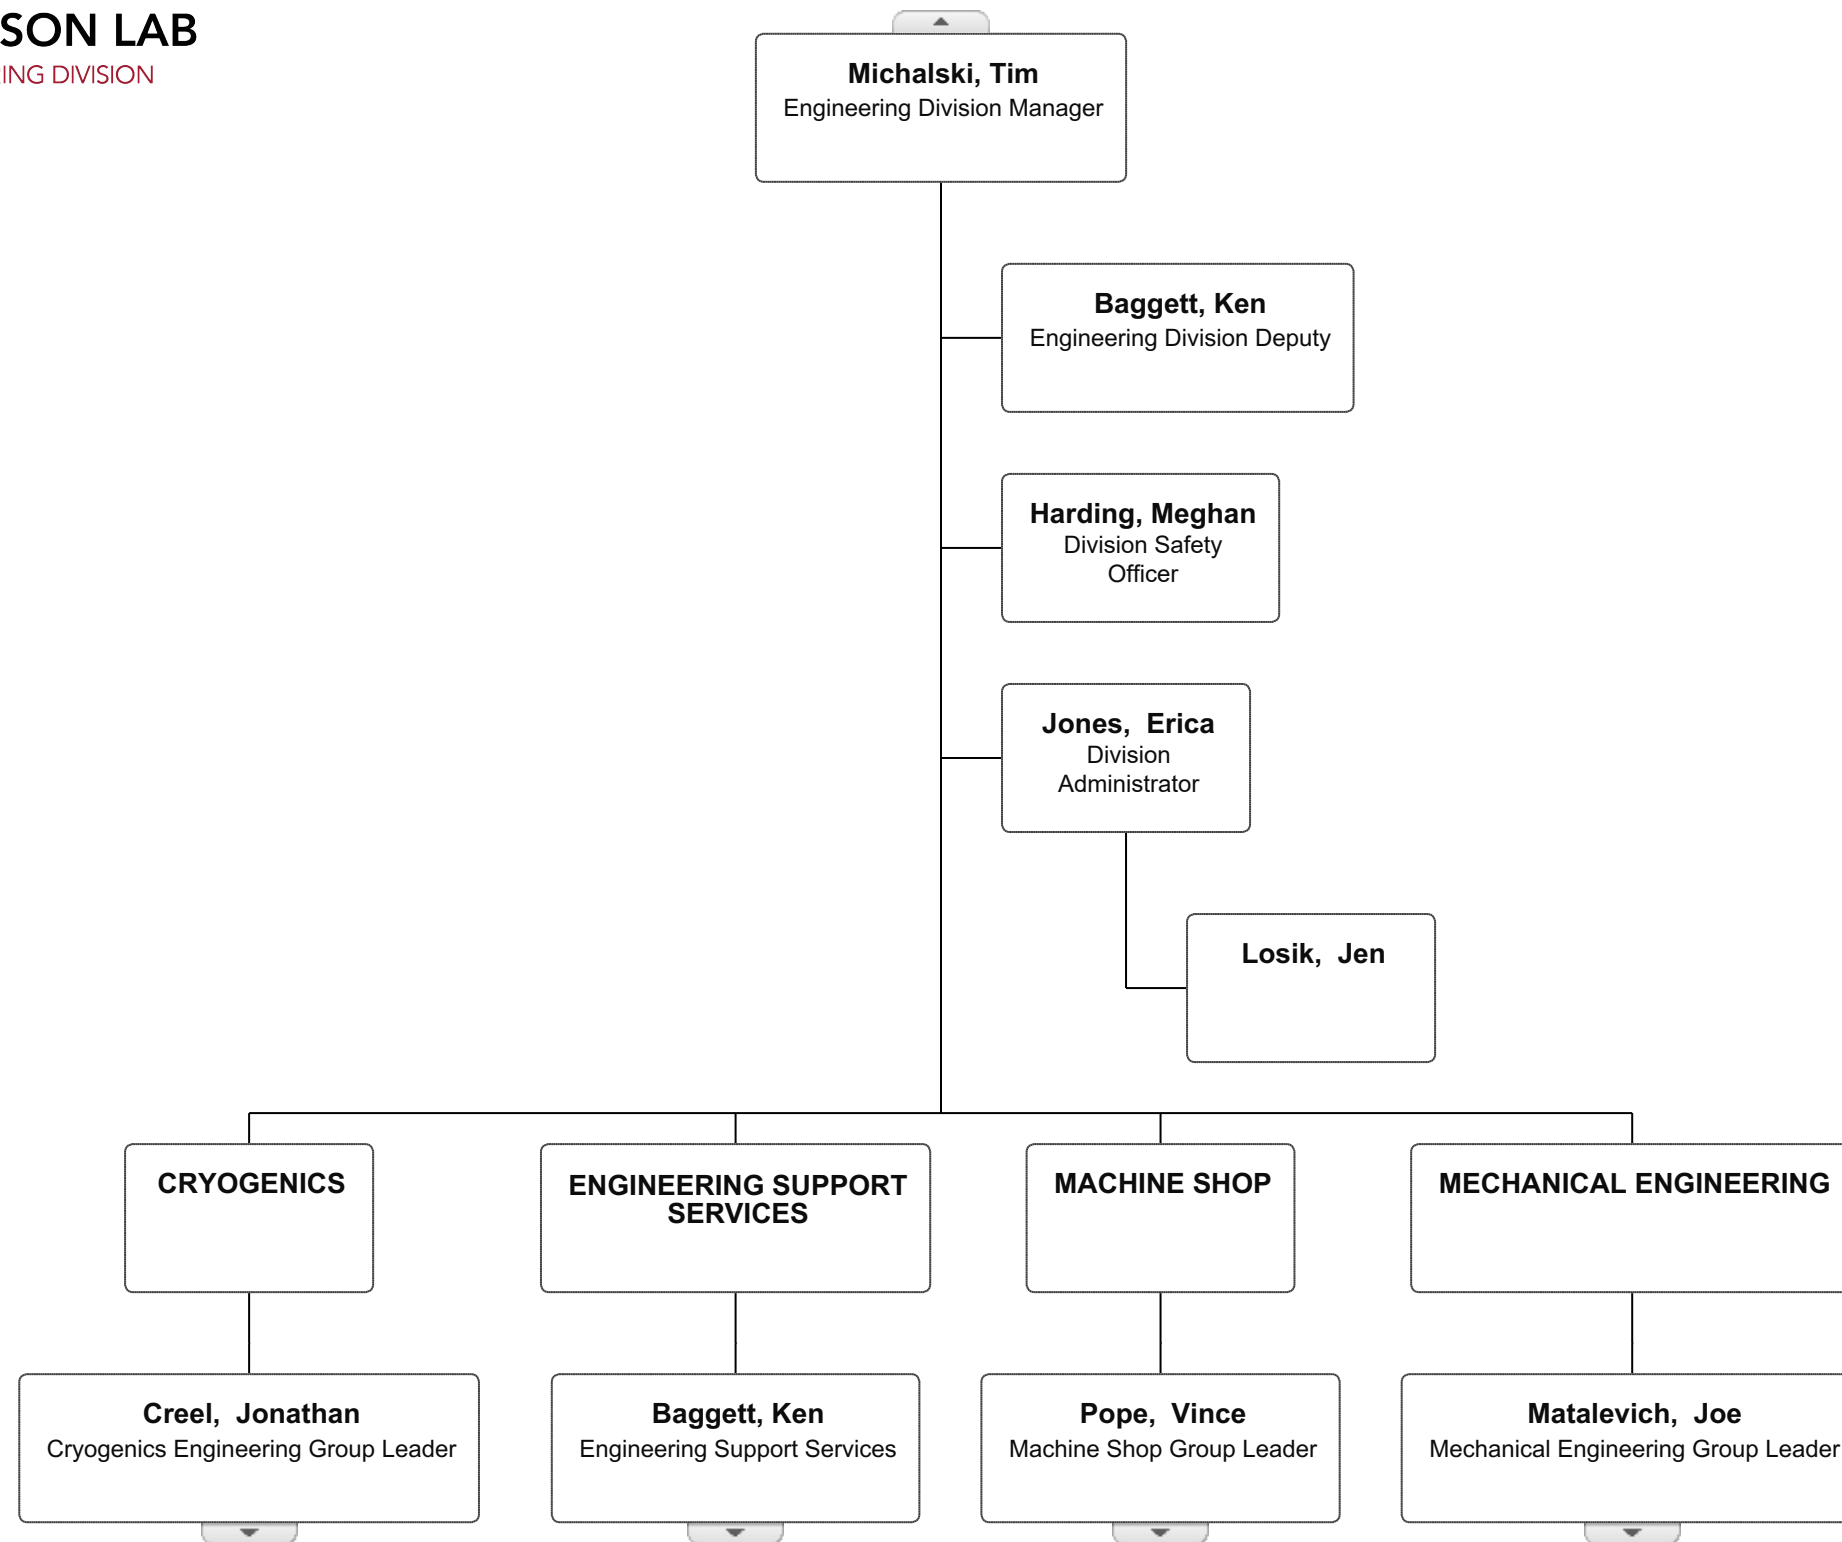 SON LAB
ING DIVISION
Michalski, Tim
Engineering Division Manager
Baggett, Ken
Engineering Division Deputy
Harding, Meghan
Division Safety
Officer
Jones, Erica
Division
Administrator
Losik, Jen
CRYOGENICS
ENGINEERING SUPPORT
SERVICES
MACHINE SHOP
MECHANICAL ENGINEERING
Creel, Jonathan
Cryogenics Engineering Group Leader
Baggett, Ken
Engineering Support Services
Pope, Vince
Machine Shop Group Leader
Matalevich, Joe
Mechanical Engineering Group Leader